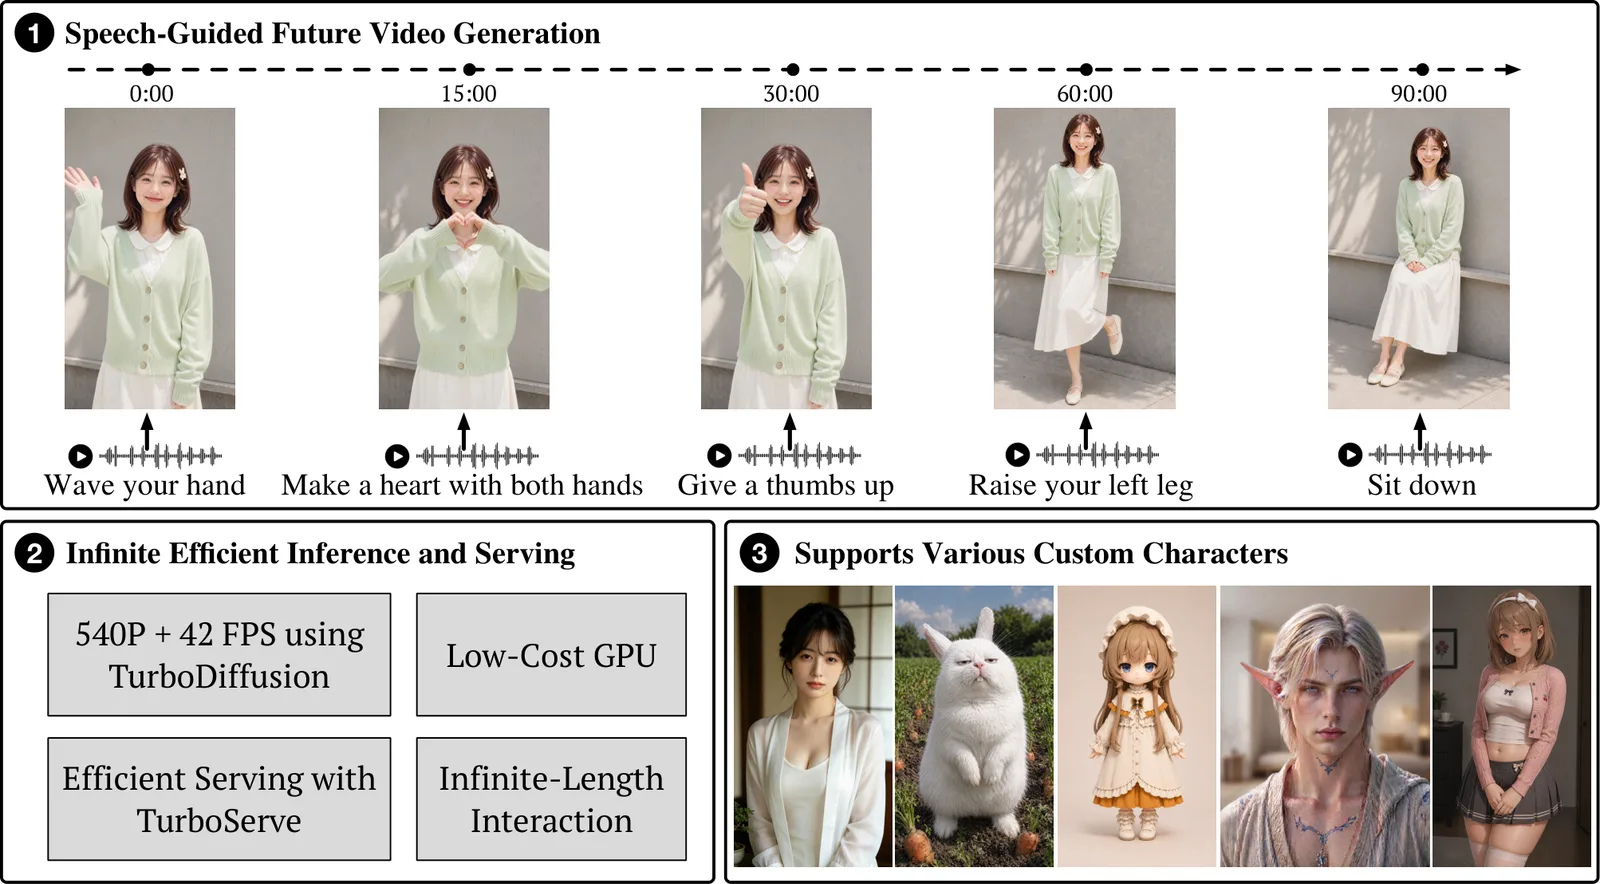 1 Speech-Guided Future Video Generation
0:00 15:00 30:00 60:00 90:00
Wave your hand
Make a heart with both hands
Give a thumbs up
Raise your left leg
Sit down
2 Infinite Efficient Inference and Serving
540P + 42 FPS using
TurboDiffusion
Low-Cost GPU
Efficient Serving with
TurboServe
Infinite-Length
Interaction
3 Supports Various Custom Characters